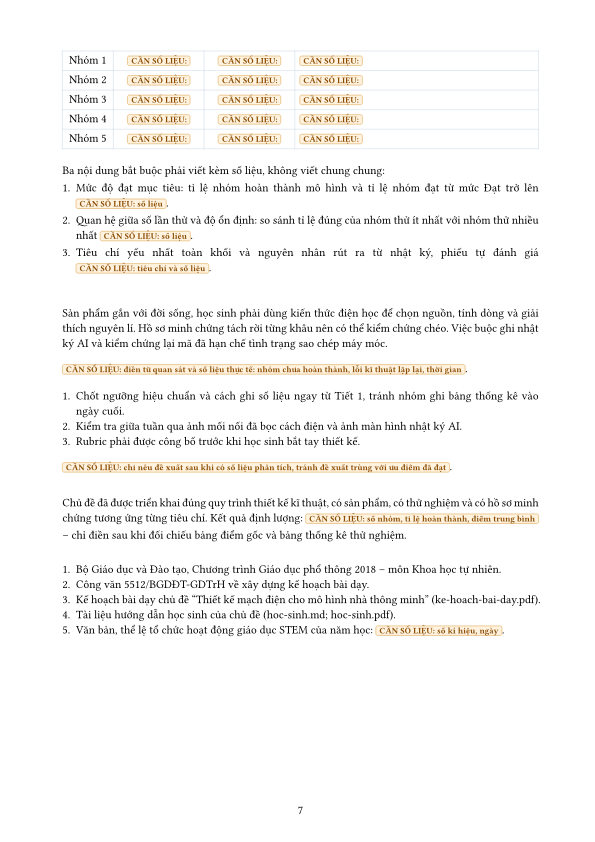 Nhóm 1 CẦN SỐ LIỆU: CẦN SỐ LIỆU: CẦN SỐ LIỆU:
Nhóm 2 CẦN SỐ LIỆU: CẦN SỐ LIỆU: CẦN SỐ LIỆU:
Nhóm 3 CẦN SỐ LIỆU: CẦN SỐ LIỆU: CẦN SỐ LIỆU:
Nhóm 4 CẦN SỐ LIỆU: CẦN SỐ LIỆU: CẦN SỐ LIỆU:
Nhóm 5 CẦN SỐ LIỆU: CẦN SỐ LIỆU: CẦN SỐ LIỆU:
Ba nội dung bắt buộc phải viết kèm số liệu, không viết chung chung:
1. Mức độ đạt mục tiêu: tỉ lệ nhóm hoàn thành mô hình và tỉ lệ nhóm đạt từ mức Đạt trở lên
CẦN SỐ LIỆU: số liệu.
2. Quan hệ giữa số lần thử và độ ổn định: so sánh tỉ lệ đúng của nhóm thử ít nhất với nhóm thử nhiều
nhất CẦN SỐ LIỆU: số liệu.
3. Tiêu chí yếu nhất toàn khối và nguyên nhân rút ra từ nhật ký, phiếu tự đánh giá
CẦN SỐ LIỆU: tiêu chí và số liệu.
Sản phẩm gắn với đời sống, học sinh phải dùng kiến thức điện học để chọn nguồn, tính dòng và giải
thích nguyên lí. Hồ sơ minh chứng tách rời từng khâu nên có thể kiểm chứng chéo. Việc buộc ghi nhật
ký AI và kiểm chứng lại mã đã hạn chế tình trạng sao chép máy móc.
CẦN SỐ LIỆU: điền từ quan sát và số liệu thực tế: nhóm chưa hoàn thành, lỗi kĩ thuật lặp lại, thời gian.
1. Chốt ngưỡng hiệu chuẩn và cách ghi số liệu ngay từ Tiết 1, tránh nhóm ghi bảng thống kê vào
ngày cuối.
2. Kiểm tra giữa tuần qua ảnh mối nối đã bọc cách điện và ảnh màn hình nhật ký AI.
3. Rubric phải được công bố trước khi học sinh bắt tay thiết kế.
CẦN SỐ LIỆU: chỉ nêu đề xuất sau khi có số liệu phân tích, tránh đề xuất trùng với ưu điểm đã đạt.
Chủ đề đã được triển khai đúng quy trình thiết kế kĩ thuật, có sản phẩm, có thử nghiệm và có hồ sơ minh
chứng tương ứng từng tiêu chí. Kết quả định lượng: CẦN SỐ LIỆU: số nhóm, tỉ lệ hoàn thành, điểm trung bình
– chỉ điền sau khi đối chiếu bảng điểm gốc và bảng thống kê thử nghiệm.
1. Bộ Giáo dục và Đào tạo, Chương trình Giáo dục phổ thông 2018 – môn Khoa học tự nhiên.
2. Công văn 5512/BGDĐT-GDTrH về xây dựng kế hoạch bài dạy.
3. Kế hoạch bài dạy chủ đề “Thiết kế mạch điện cho mô hình nhà thông minh” (ke-hoach-bai-day.pdf).
4. Tài liệu hướng dẫn học sinh của chủ đề (hoc-sinh.md; hoc-sinh.pdf).
5. Văn bản, thể lệ tổ chức hoạt động giáo dục STEM của năm học: CẦN SỐ LIỆU: số kí hiệu, ngày.
7